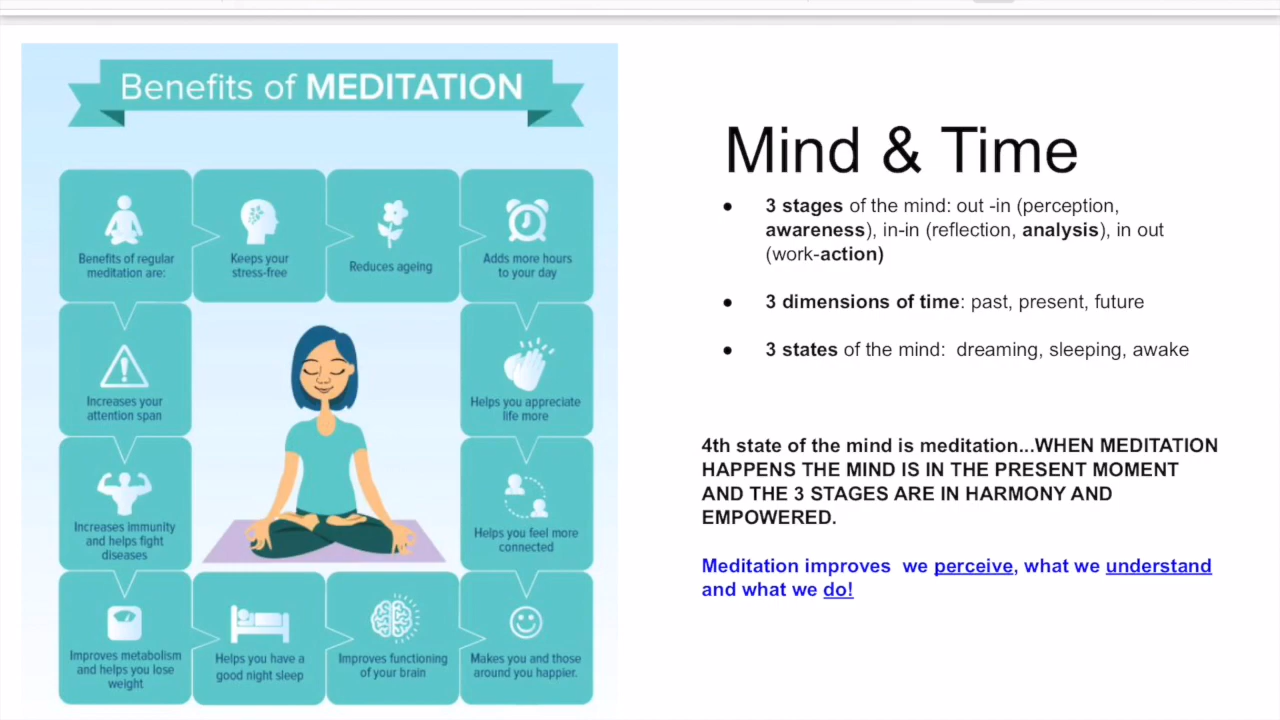 Benefits of MEDITATION
Benefits of regular
meditation are:
Keeps your
stress-free
Reduces ageing
Adds more hours
to your day
Increases your
attention span
Helps you appreciate
life more
Increases immunity
and helps fight
diseases
Helps you feel more
connected
Improves metabolism
and helps you lose
weight
Helps you have a
good night sleep
Improves functioning
of your brain
Makes you and those
around you happier.
Mind & Time
● 3 stages of the mind: out -in (perception,
awareness), in-in (reflection, analysis), in out
(work-action)
● 3 dimensions of time: past, present, future
● 3 states of the mind: dreaming, sleeping, awake
4th state of the mind is meditation...WHEN MEDITATION
HAPPENS THE MIND IS IN THE PRESENT MOMENT
AND THE 3 STAGES ARE IN HARMONY AND
EMPOWERED.
Meditation improves we perceive, what we understand
and what we do!